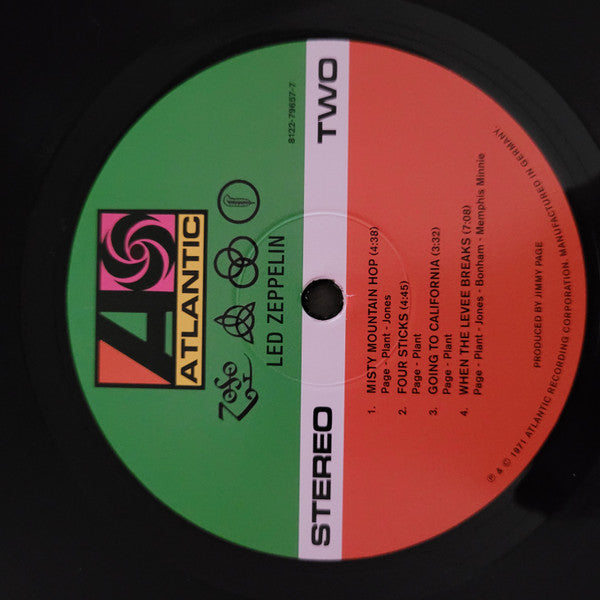 ATLANTIC
ZoSo
LED ZEPPELIN
8122-79657-7
STEREO
TWO
1. MISTY MOUNTAIN HOP (4:38)
Page - Plant - Jones
2. FOUR STICKS (4:45)
Page - Plant
3. GOING TO CALIFORNIA (3:32)
Page - Plant
4. WHEN THE LEVEE BREAKS (7:08)
Page - Plant - Jones - Bonham - Memphis Minnie
PRODUCED BY JIMMY PAGE
℗ & © 1971 ATLANTIC RECORDING CORPORATION. MANUFACTURED IN GERMANY.